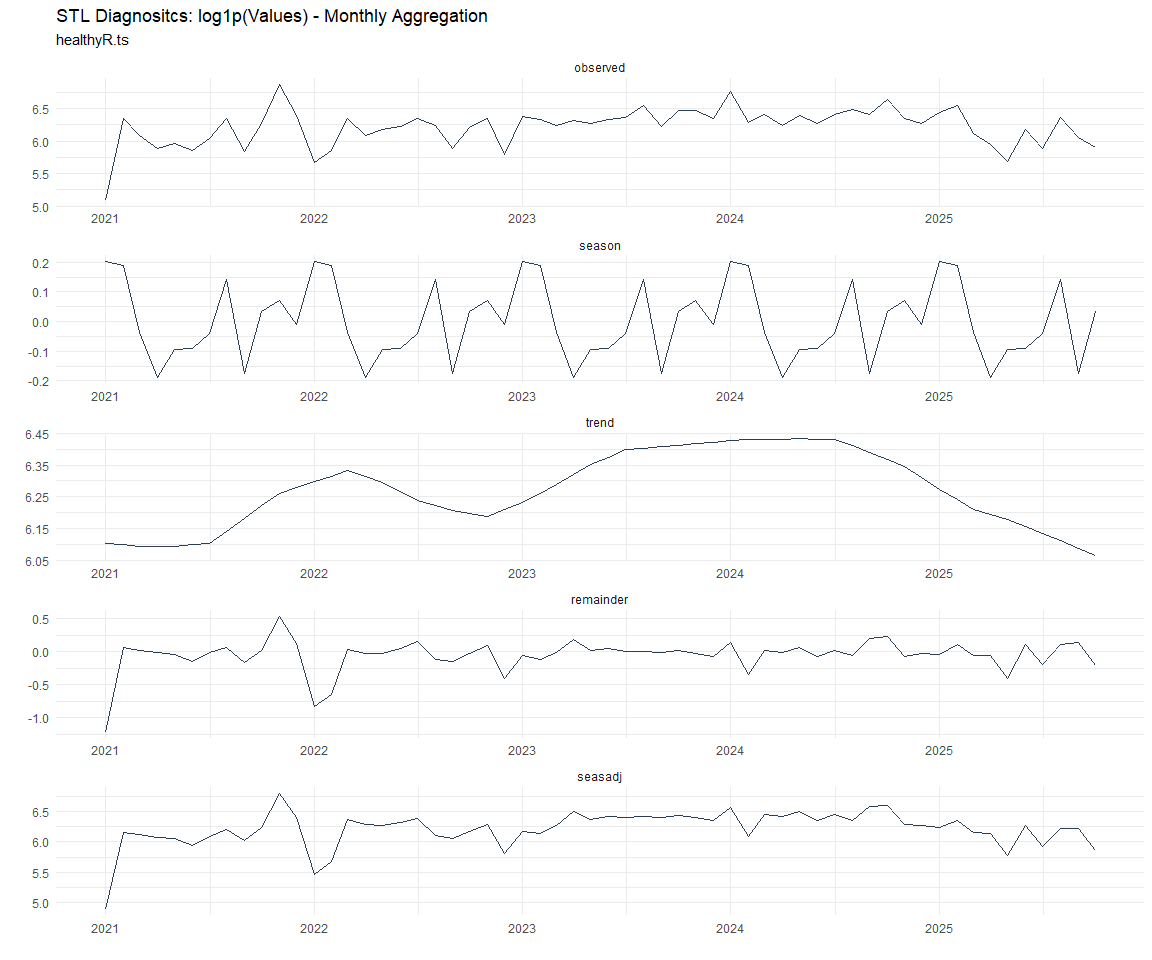 STL Diagnositcs: log1p(Values) - Monthly Aggregation
healthyR.ts
observed
6.5
6.0
5.5
5.0
2021 2022 2023 2024 2025
season
0.2
0.1
0.0
-0.1
-0.2
2021 2022 2023 2024 2025
trend
6.45
6.35
6.25
6.15
6.05
2021 2022 2023 2024 2025
remainder
0.5
0.0
-0.5
-1.0
2021 2022 2023 2024 2025
seasadj
6.5
6.0
5.5
5.0
2021 2022 2023 2024 2025